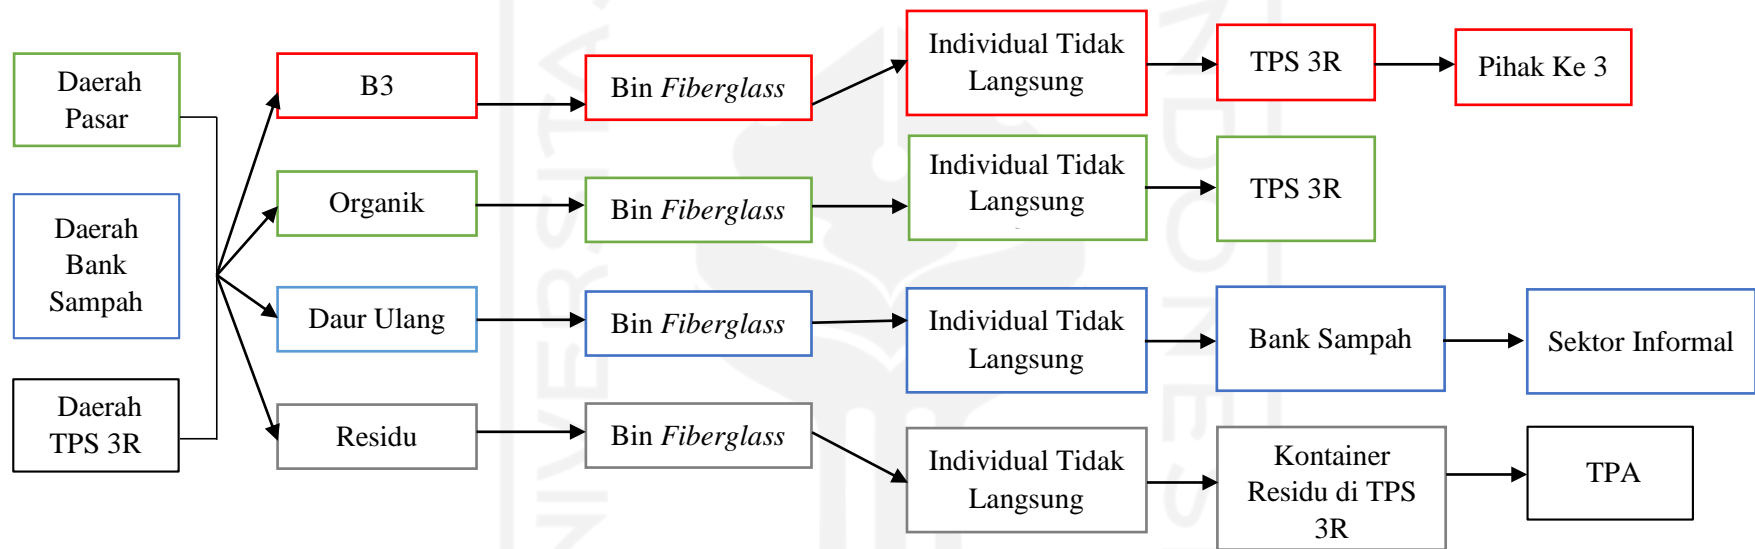 Daerah
Pasar
Daerah
Bank
Sampah
Daerah
TPS 3R
B3
Bin Fiberglass
Individual Tidak
Langsung
TPS 3R
Pihak Ke 3
Organik
Bin Fiberglass
Individual Tidak
Langsung
TPS 3R
Daur Ulang
Bin Fiberglass
Individual Tidak
Langsung
Bank Sampah
Sektor Informal
Residu
Bin Fiberglass
Individual Tidak
Langsung
Kontainer
Residu di TPS
3R
TPA